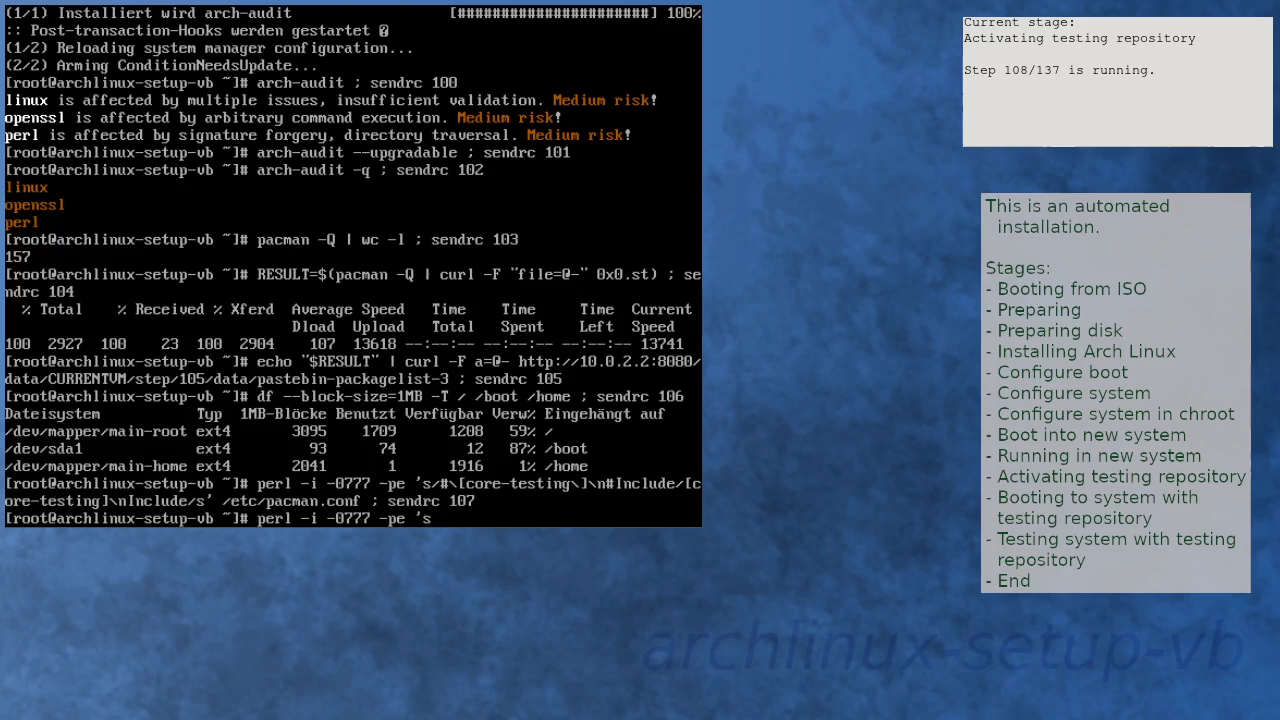 (1/1) Installiert wird arch-audit                  [######################] 100%
:: Post-transaction-Hooks werden gestartet �
(1/2) Reloading system manager configuration...
(2/2) Arming ConditionNeedsUpdate...
[root@archlinux-setup-vb ~]# arch-audit ; sendrc 100
linux is affected by multiple issues, insufficient validation. Medium risk!
openssl is affected by arbitrary command execution. Medium risk!
perl is affected by signature forgery, directory traversal. Medium risk!
[root@archlinux-setup-vb ~]# arch-audit --upgradable ; sendrc 101
[root@archlinux-setup-vb ~]# arch-audit -q ; sendrc 102
linux
openssl
perl
[root@archlinux-setup-vb ~]# pacman -Q | wc -l ; sendrc 103
157
[root@archlinux-setup-vb ~]# RESULT=$(pacman -Q | curl -F "file=@-" 0x0.st) ; se
ndrc 104
  % Total    % Received % Xferd  Average Speed   Time    Time     Time  Current
                                 Dload  Upload   Total   Spent    Left  Speed
100  2927  100    23  100  2904    107  13618 --:--:-- --:--:-- --:--:-- 13741
[root@archlinux-setup-vb ~]# echo "$RESULT" | curl -F a=@- http://10.0.2.2:8080/
data/CURRENTVM/step/105/data/pastebin-packagelist-3 ; sendrc 105
[root@archlinux-setup-vb ~]# df --block-size=1MB -T / /boot /home ; sendrc 106
Dateisystem           Typ  1MB-Blöcke Benutzt Verfügbar Verw% Eingehängt auf
/dev/mapper/main-root ext4       3095    1709      1208   59% /
/dev/sda1             ext4         93      74        12   87% /boot
/dev/mapper/main-home ext4       2041       1      1916    1% /home
[root@archlinux-setup-vb ~]# perl -i -0777 -pe 's/#\[core-testing\]\n#Include/[c
ore-testing]\nInclude/s' /etc/pacman.conf ; sendrc 107
[root@archlinux-setup-vb ~]# perl -i -0777 -pe 's
Current stage:
Activating testing repository
Step 108/137 is running.
This is an automated
installation.
Stages:
- Booting from ISO
- Preparing
- Preparing disk
- Installing Arch Linux
- Configure boot
- Configure system
- Configure system in chroot
- Boot into new system
- Running in new system
- Activating testing repository
- Booting to system with
testing repository
- Testing system with testing
repository
- End
archlinux-setup-vb